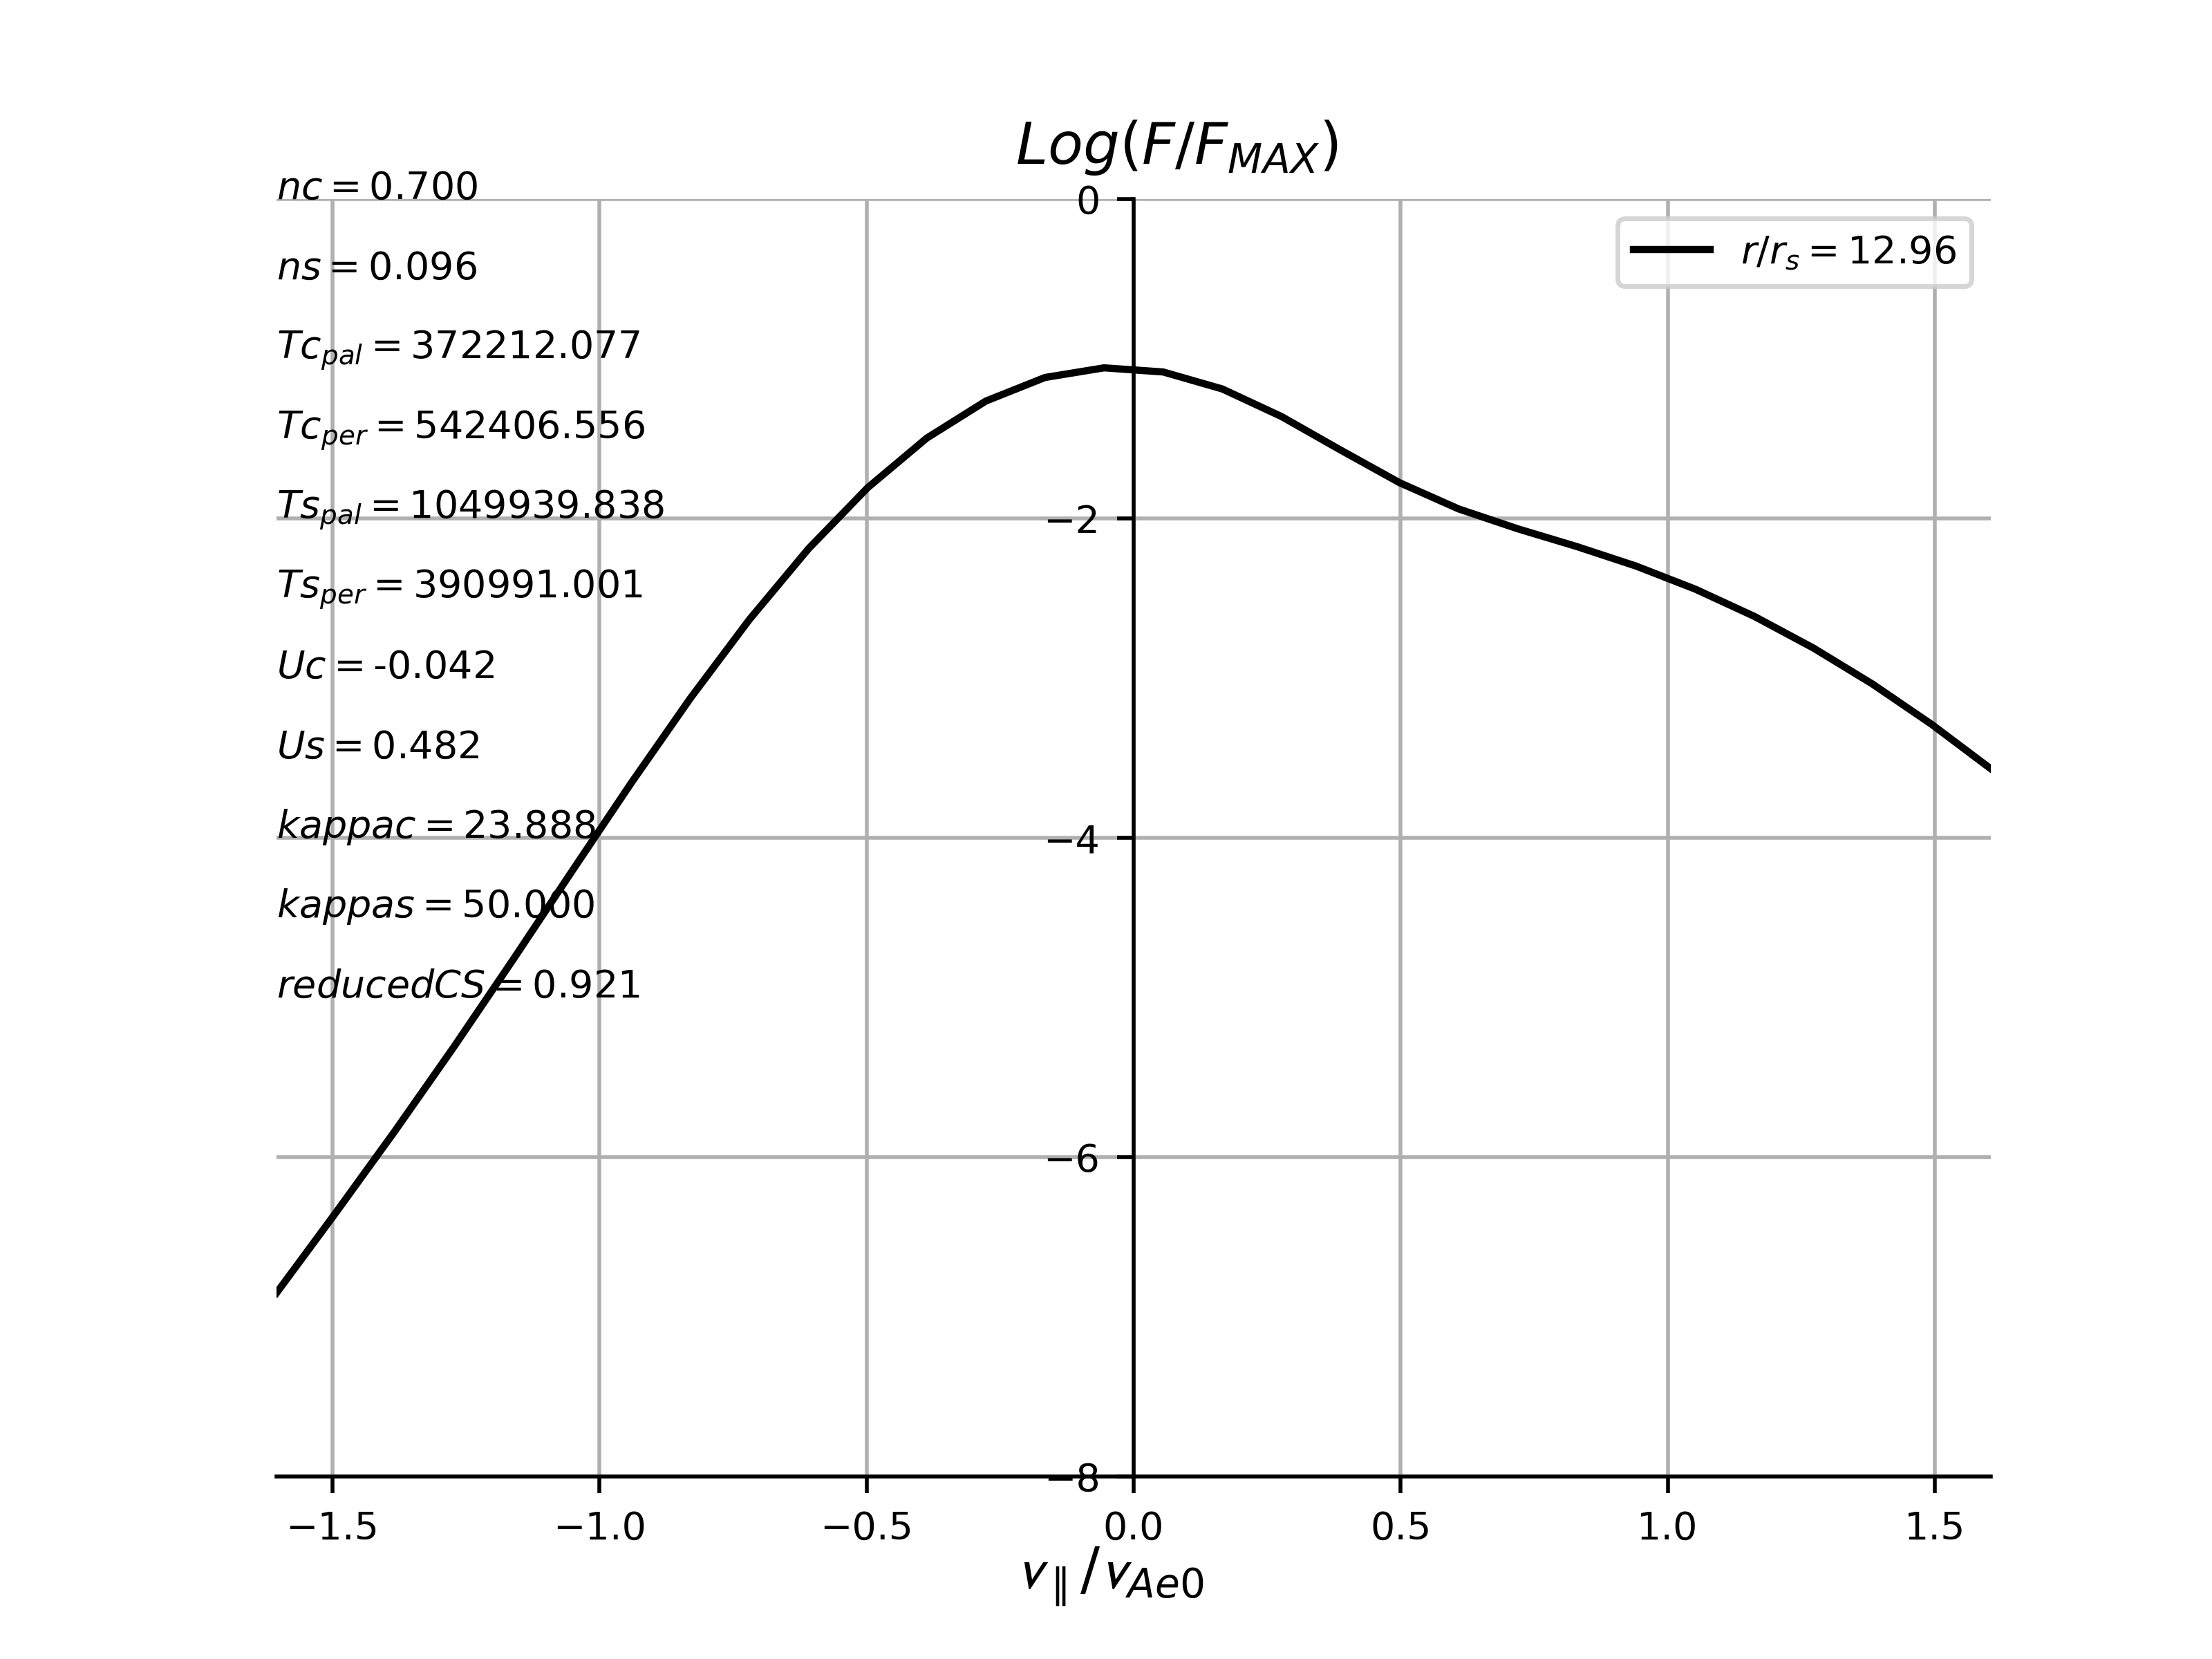 Log(F/F_MAX)
nc = 0.700
0
r/r_s = 12.96
ns = 0.096
Tc_pal = 372212.077
Tc_per = 542406.556
Ts_pal = 1049939.838
−2
Ts_per = 390991.001
Uc = -0.042
Us = 0.482
kappac = 23.888
−4
kappas = 50.000
reducedCS = 0.921
−6
−8
−1.5 −1.0 −0.5 0.0 0.5 1.0 1.5
v_∥/v_Ae0